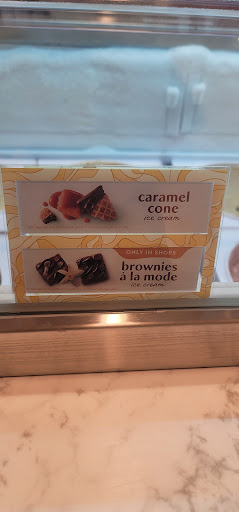 caramel
cone
ice cream
ONLY IN SHOPS
brownies
à la mode
ice cream